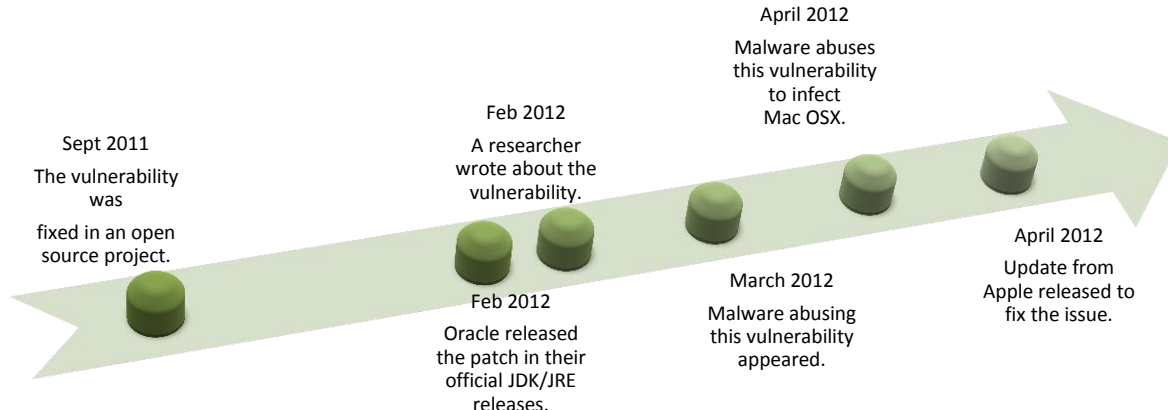 Sept 2011
The vulnerability
was
fixed in an open
source project.
Feb 2012
Oracle released
the patch in their
official JDK/JRE
releases.
Feb 2012
A researcher
wrote about the
vulnerability.
March 2012
Malware abusing
this vulnerability
appeared.
April 2012
Malware abuses
this vulnerability
to infect
Mac OSX.
April 2012
Update from
Apple released to
fix the issue.